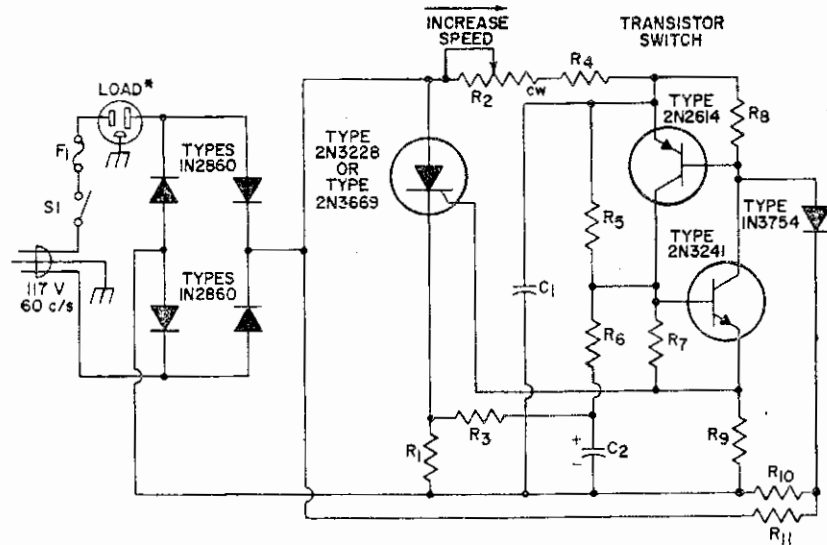 INCREASE
SPEED
TRANSISTOR
SWITCH
LOAD*
R2
CW
R4
F1
TYPES
1N2860
TYPE
2N3228
OR
TYPE
2N3669
TYPE
2N2614
R8
S1
R5
TYPE
1N3754
TYPE
2N3241
117 V
60 c/s
TYPES
1N2860
C1
R6
R7
R1
R3
+
-
C2
R9
R10
R11